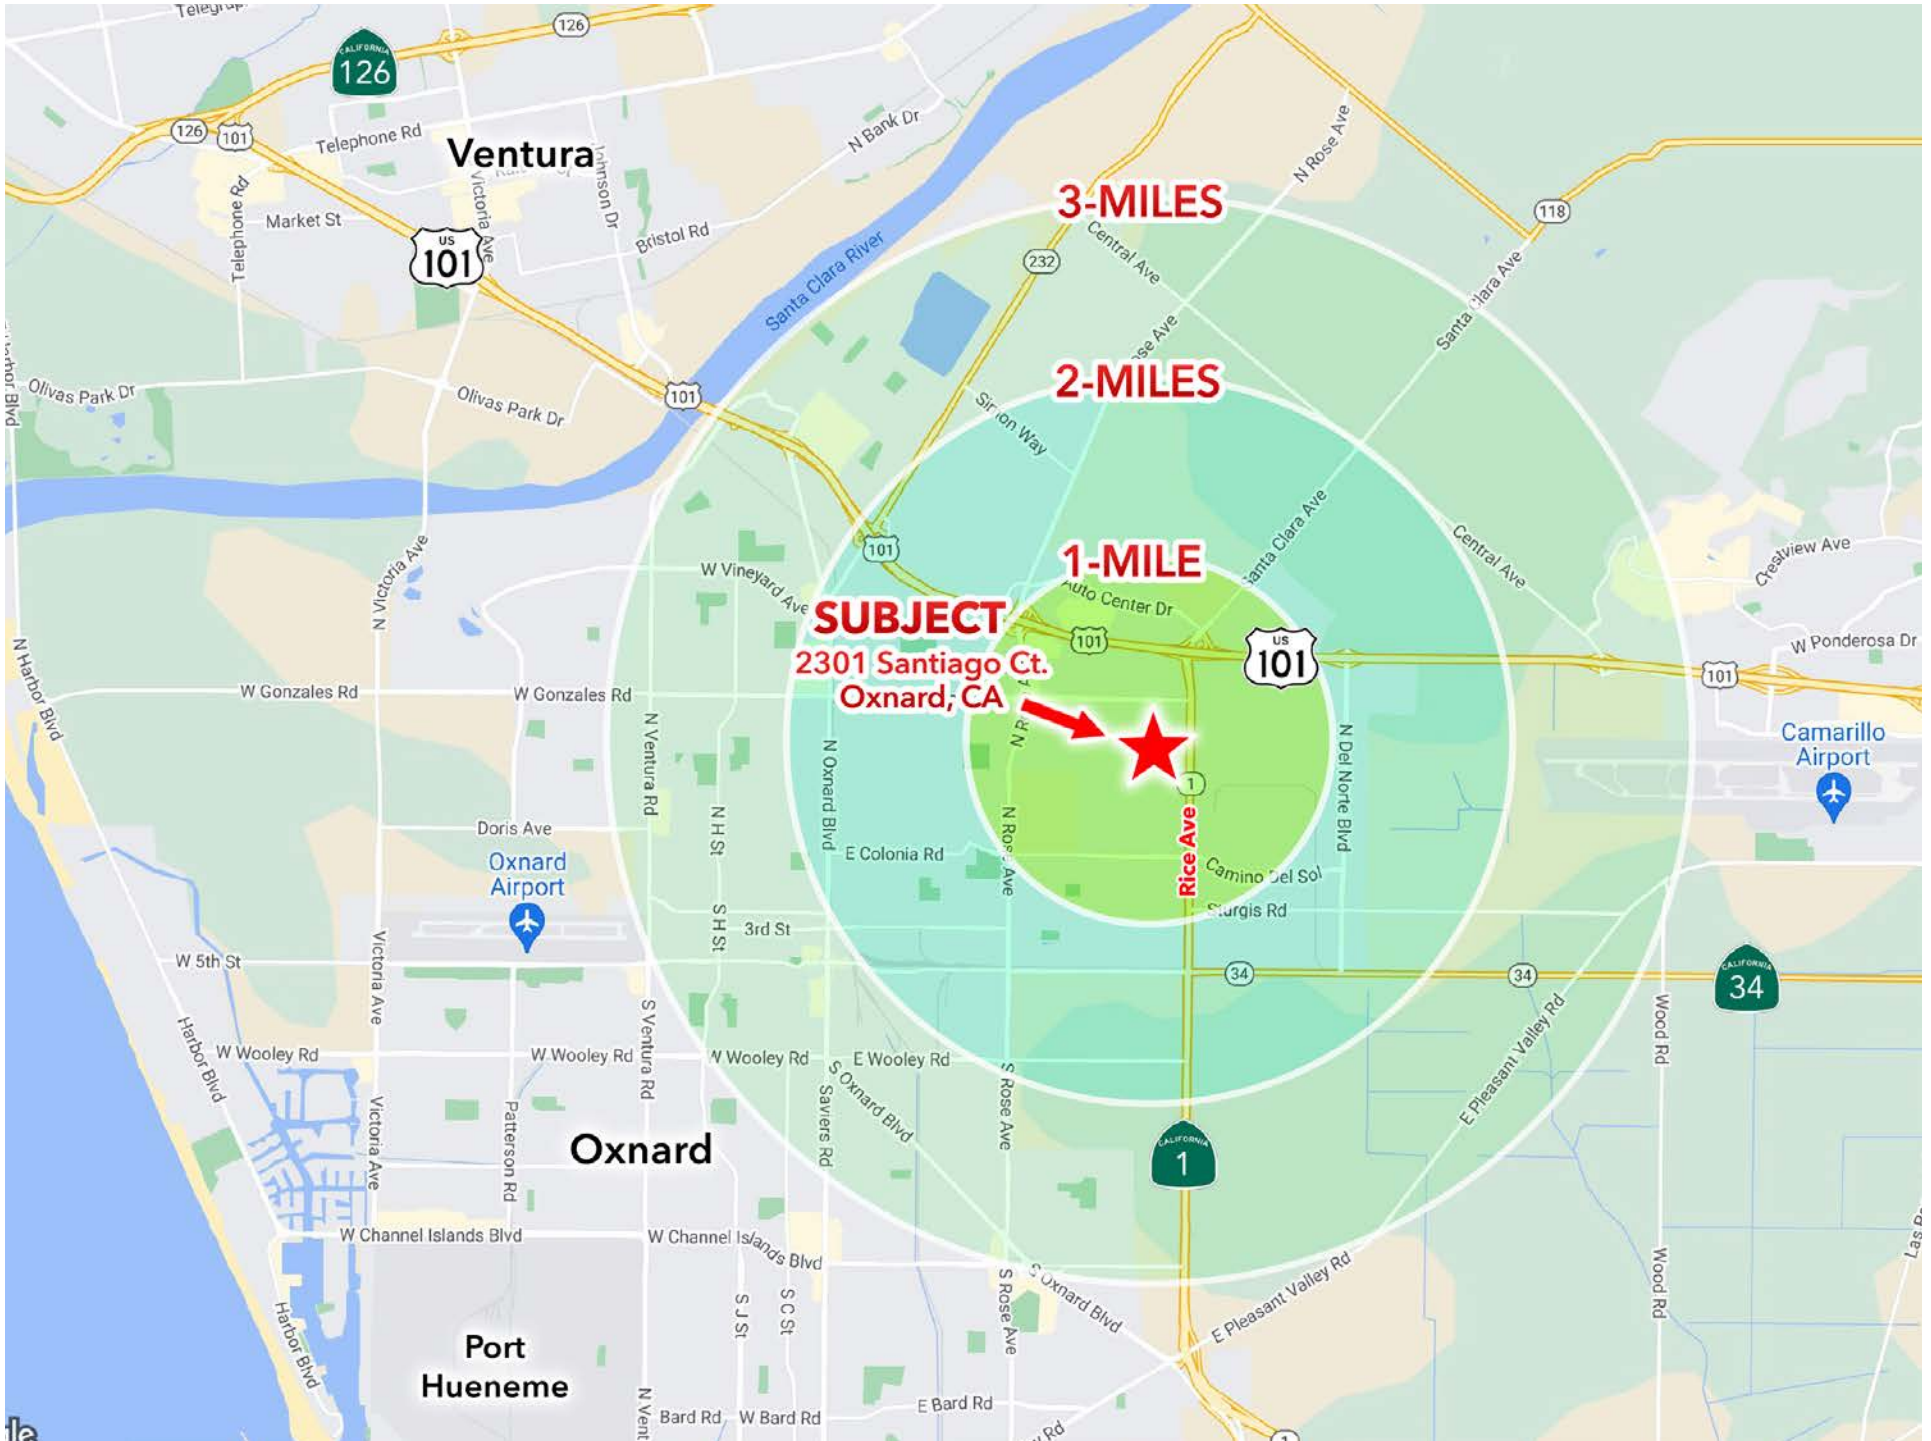 126
CALIFORNIA
126
126
101
Telephone Rd
N Bank Dr
Ventura
Johnson Dr
N Rose Ave
Telephone Rd
Market St
Victoria Ave
3-MILES
118
US
101
Bristol Rd
Santa Clara River
232
Central Ave
Santa Clara Ave
Olivas Park Dr
Olivas Park Dr
101
2-MILES
Simon Way
Santa Clara Ave
Central Ave
Crestview Ave
101
N Victoria Ave
W Vineyard Ave
1-MILE
Auto Center Dr
SUBJECT
2301 Santiago Ct.
Oxnard, CA
101
US
101
W Ponderosa Dr
101
N Harbor Blvd
W Gonzales Rd
W Gonzales Rd
N Ventura Rd
N Oxnard Blvd
N Del Norte Blvd
Camarillo
Airport
1
Rice Ave
Doris Ave
N H St
E Colonia Rd
N Rose Ave
Camino Del Sol
Oxnard
Airport
Sturgis Rd
S H St
3rd St
W 5th St
Victoria Ave
34
34
CALIFORNIA
34
Harbor Blvd
W Wooley Rd
W Wooley Rd
S Ventura Rd
W Wooley Rd
E Wooley Rd
S Rose Ave
S Oxnard Blvd
Saviers Rd
E Pleasant Valley Rd
Wood Rd
Victoria Ave
Patterson Rd
Oxnard
CALIFORNIA
1
W Channel Islands Blvd
W Channel Islands Blvd
S J St
S C St
S Rose Ave
S Oxnard Blvd
E Pleasant Valley Rd
Wood Rd
Harbor Blvd
Port
Hueneme
Bard Rd
W Bard Rd
E Bard Rd
1